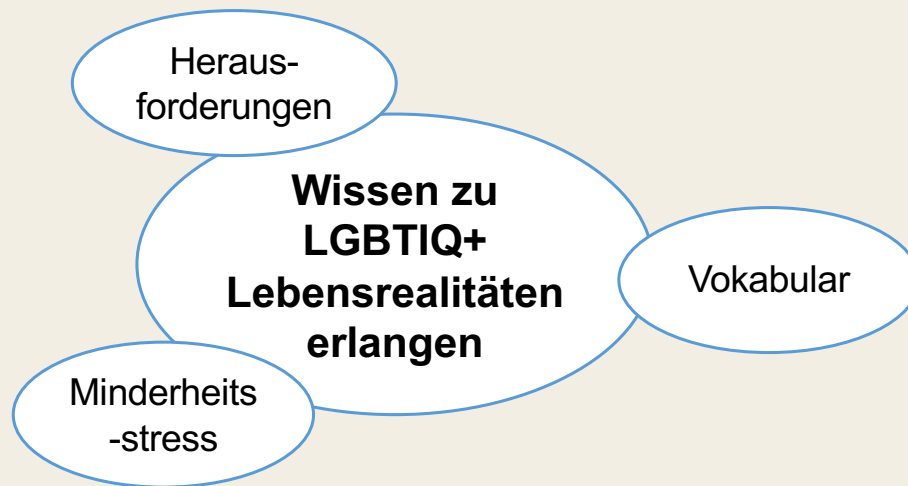 Heraus-
forderungen
Wissen zu
LGBTIQ+
Lebensrealitäten
erlangen
Vokabular
Minderheits
-stress